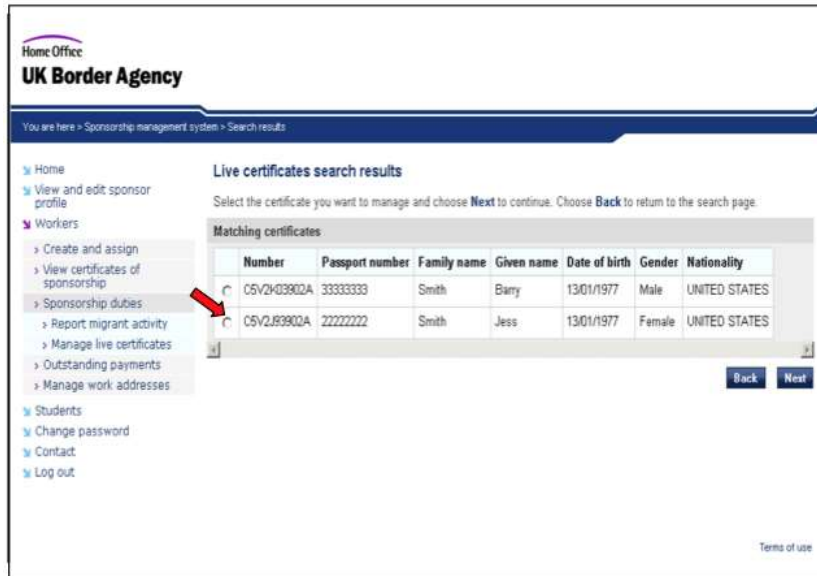 Home Office
UK Border Agency
You are here > Sponsorship management system > Search results
Home
View and edit sponsor
profile
Workers
Create and assign
View certificates of
sponsorship
Sponsorship duties
Report migrant activity
Manage live certificates
Outstanding payments
Manage work addresses
Students
Change password
Contact
Log out
Live certificates search results
Select the certificate you want to manage and choose Next to continue. Choose Back to return to the search page.
Matching certificates
Number Passport number Family name Given name Date of birth Gender Nationality
C5V2K03902A 33333333 Smith Barry 13/01/1977 Male UNITED STATES
C5V2J93902A 22222222 Smith Jess 13/01/1977 Female UNITED STATES
Back Next
Terms of use